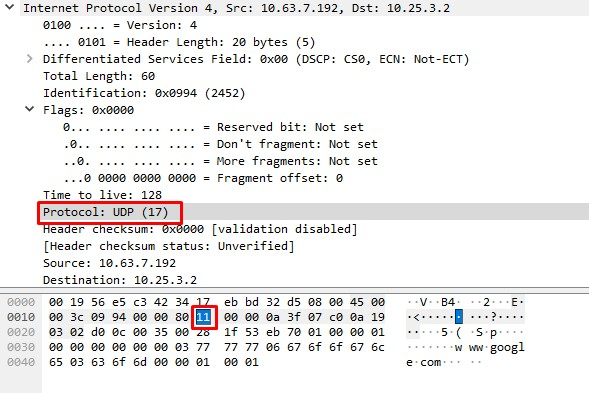 Internet Protocol Version 4, Src: 10.63.7.192, Dst: 10.25.3.2
0100 .... = Version: 4
.... 0101 = Header Length: 20 bytes (5)
Differentiated Services Field: 0x00 (DSCP: CS0, ECN: Not-ECT)
Total Length: 60
Identification: 0x0994 (2452)
Flags: 0x0000
0... .... .... .... = Reserved bit: Not set
.0.. .... .... .... = Don't fragment: Not set
..0. .... .... .... = More fragments: Not set
...0 0000 0000 0000 = Fragment offset: 0
Time to live: 128
Protocol: UDP (17)
Header checksum: 0x0000 [validation disabled]
[Header checksum status: Unverified]
Source: 10.63.7.192
Destination: 10.25.3.2
0000 00 19 56 e5 c3 42 34 17 eb bd 32 d5 08 00 45 00 ··V··B4· ··2···E·
0010 00 3c 09 94 00 00 80 11 00 00 0a 3f 07 c0 0a 19 ·<······ ···?····
0020 03 02 d0 0c 00 35 00 28 1f 53 eb 70 01 00 00 01 ·····5·( ·S·p····
0030 00 00 00 00 00 00 03 77 77 77 06 67 6f 6f 67 6c ·······w ww·googl
0040 65 03 63 6f 6d 00 00 01 00 01 e·com··· ··